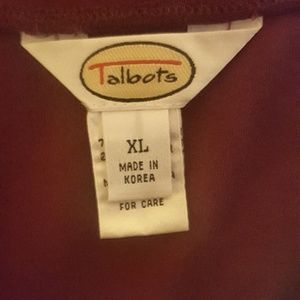 Talbots
XL
MADE IN
KOREA
FOR CARE